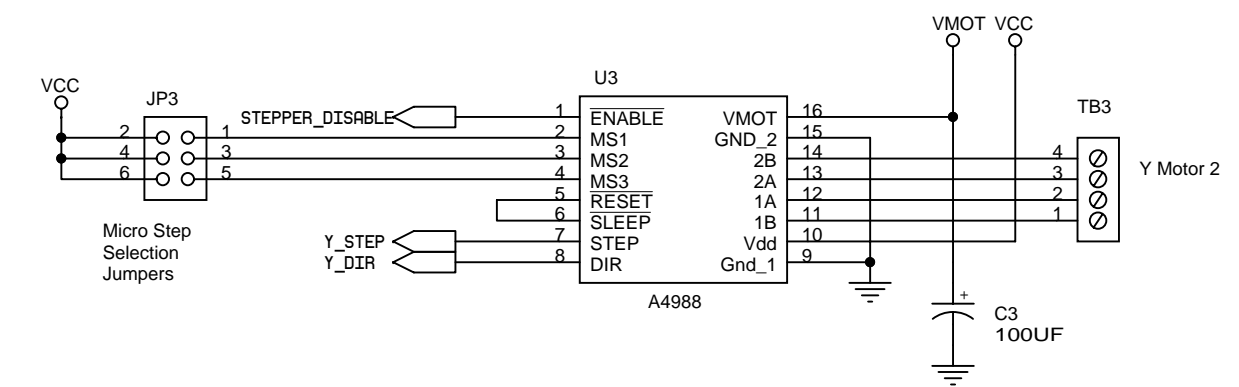 VMOT VCC
U3
VCC
JP3
TB3
STEPPER_DISABLE
1 ENABLE VMOT 16
2 1 2 MS1 GND_2 15
4 3 3 MS2 2B 14 4
6 5 4 MS3 2A 13 3
5 RESET 1A 12 2
6 SLEEP 1B 11 1
Y_STEP 7 STEP Vdd 10
Y_DIR 8 DIR Gnd_1 9
Y Motor 2
Micro Step
Selection
Jumpers
A4988
+
C3
100UF